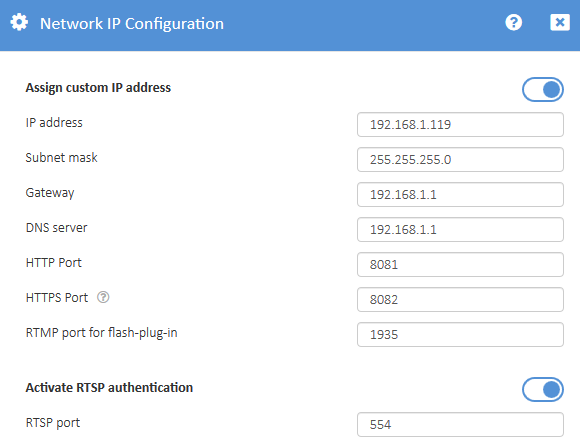 Network IP Configuration
Assign custom IP address
IP address 192.168.1.119
Subnet mask 255.255.255.0
Gateway 192.168.1.1
DNS server 192.168.1.1
HTTP Port 8081
HTTPS Port 8082
RTMP port for flash-plug-in 1935
Activate RTSP authentication
RTSP port 554